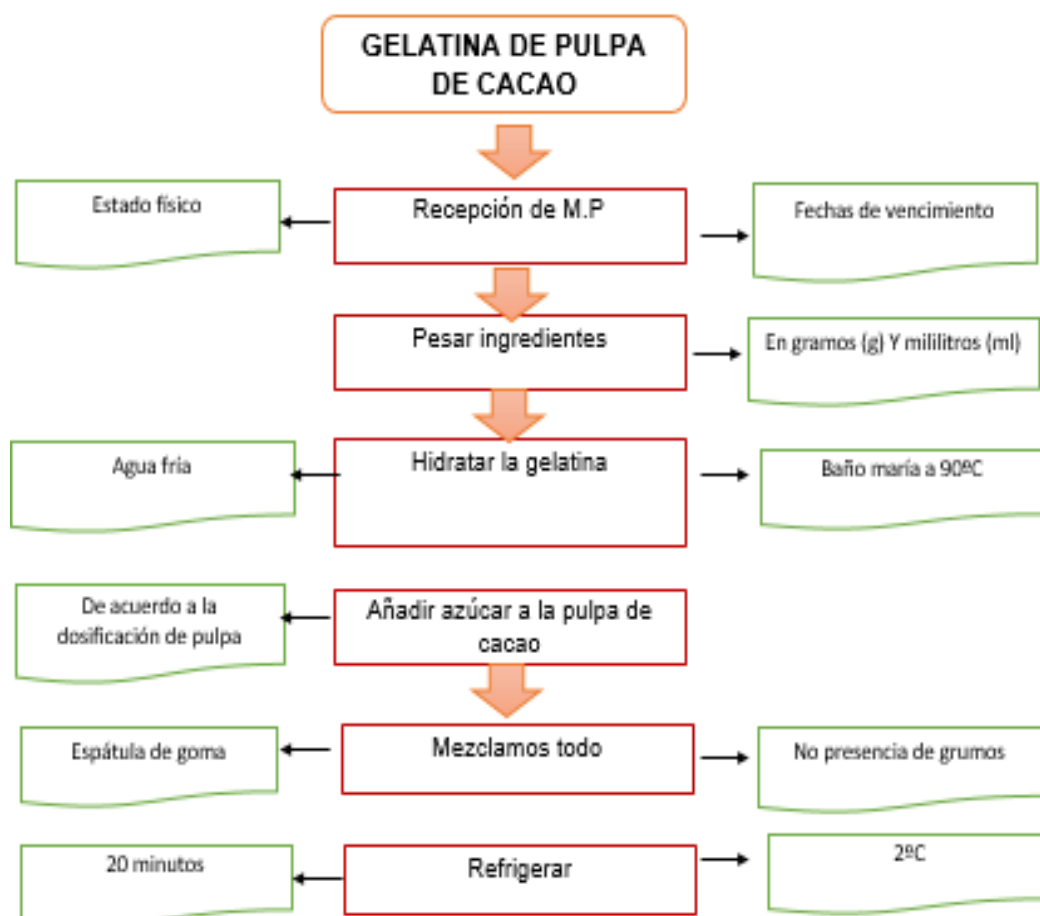 GELATINA DE PULPA
DE CACAO
Estado físico
Recepción de M.P
Fechas de vencimiento
Pesar ingredientes
En gramos (g) Y mililitros (ml)
Agua fría
Hidratar la gelatina
Baño maría a 90ºC
De acuerdo a la
dosificación de pulpa
Añadir azúcar a la pulpa de
cacao
Espátula de goma
Mezclamos todo
No presencia de grumos
20 minutos
Refrigerar
2ºC